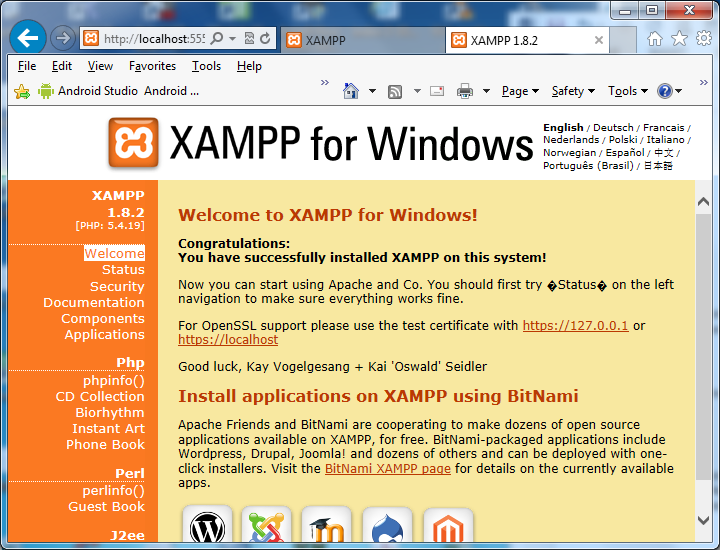 http://localhost:555
XAMPP
XAMPP 1.8.2
File Edit View Favorites Tools Help
Android Studio Android ...
Page Safety Tools
XAMPP for Windows
English / Deutsch / Francais /
Nederlands / Polski / Italiano /
Norwegian / Español / 中文 /
Português (Brasil) / 日本語
XAMPP
1.8.2
[PHP: 5.4.19]
Welcome
Status
Security
Documentation
Components
Applications
Php
phpinfo()
CD Collection
Biorhythm
Instant Art
Phone Book
Perl
perlinfo()
Guest Book
J2ee
Welcome to XAMPP for Windows!
Congratulations:
You have successfully installed XAMPP on this system!
Now you can start using Apache and Co. You should first try �Status� on the left
navigation to make sure everything works fine.
For OpenSSL support please use the test certificate with https://127.0.0.1 or
https://localhost
Good luck, Kay Vogelgesang + Kai 'Oswald' Seidler
Install applications on XAMPP using BitNami
Apache Friends and BitNami are cooperating to make dozens of open source
applications available on XAMPP, for free. BitNami-packaged applications include
Wordpress, Drupal, Joomla! and dozens of others and can be deployed with one-
click installers. Visit the BitNami XAMPP page for details on the currently available
apps.